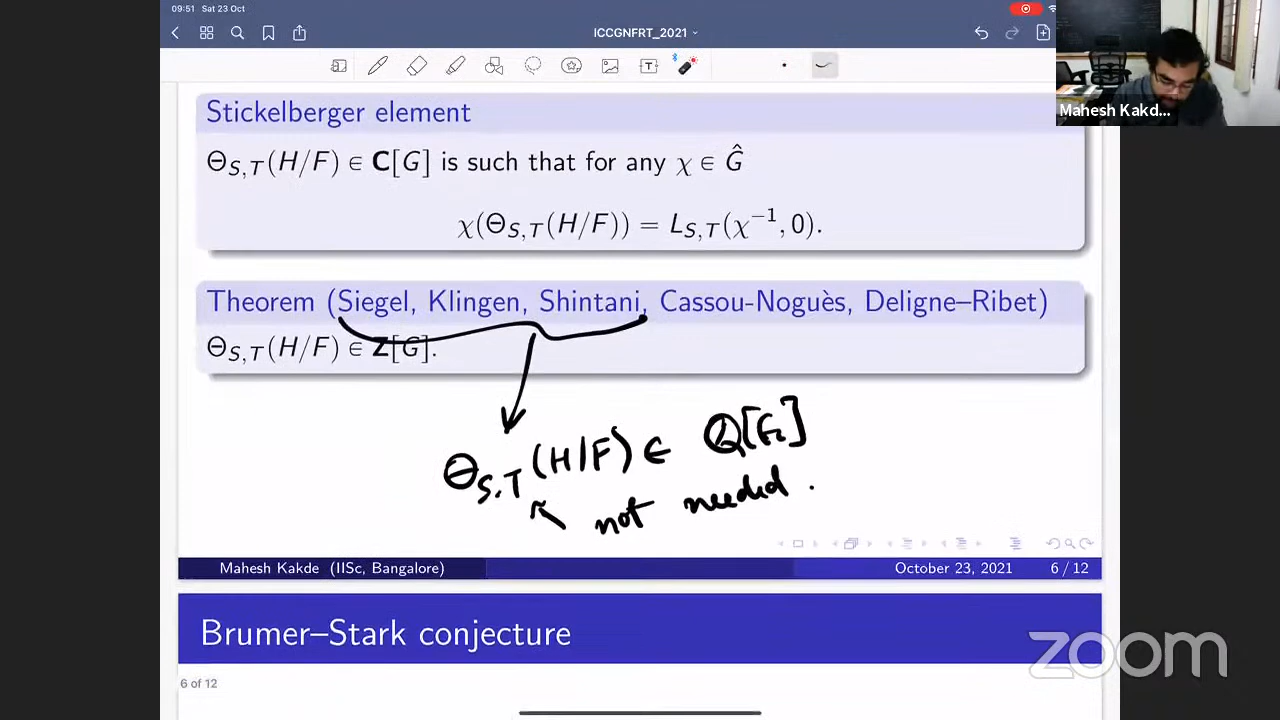 09:51 Sat 23 Oct
ICCGNFRT_2021
Mahesh Kakd...
Stickelberger element
Θ_{S,T}(H/F) ∈ C[G] is such that for any χ ∈ Ĝ
χ(Θ_{S,T}(H/F)) = L_{S,T}(χ^{-1}, 0).
Theorem (Siegel, Klingen, Shintani, Cassou-Noguès, Deligne–Ribet)
Θ_{S,T}(H/F) ∈ Z[G].
Θ_{S,T}(H/F) ∈ Q[G]
not needed.
Mahesh Kakde (IISc, Bangalore)
October 23, 2021
6 / 12
Brumer–Stark conjecture
zoom
6 of 12